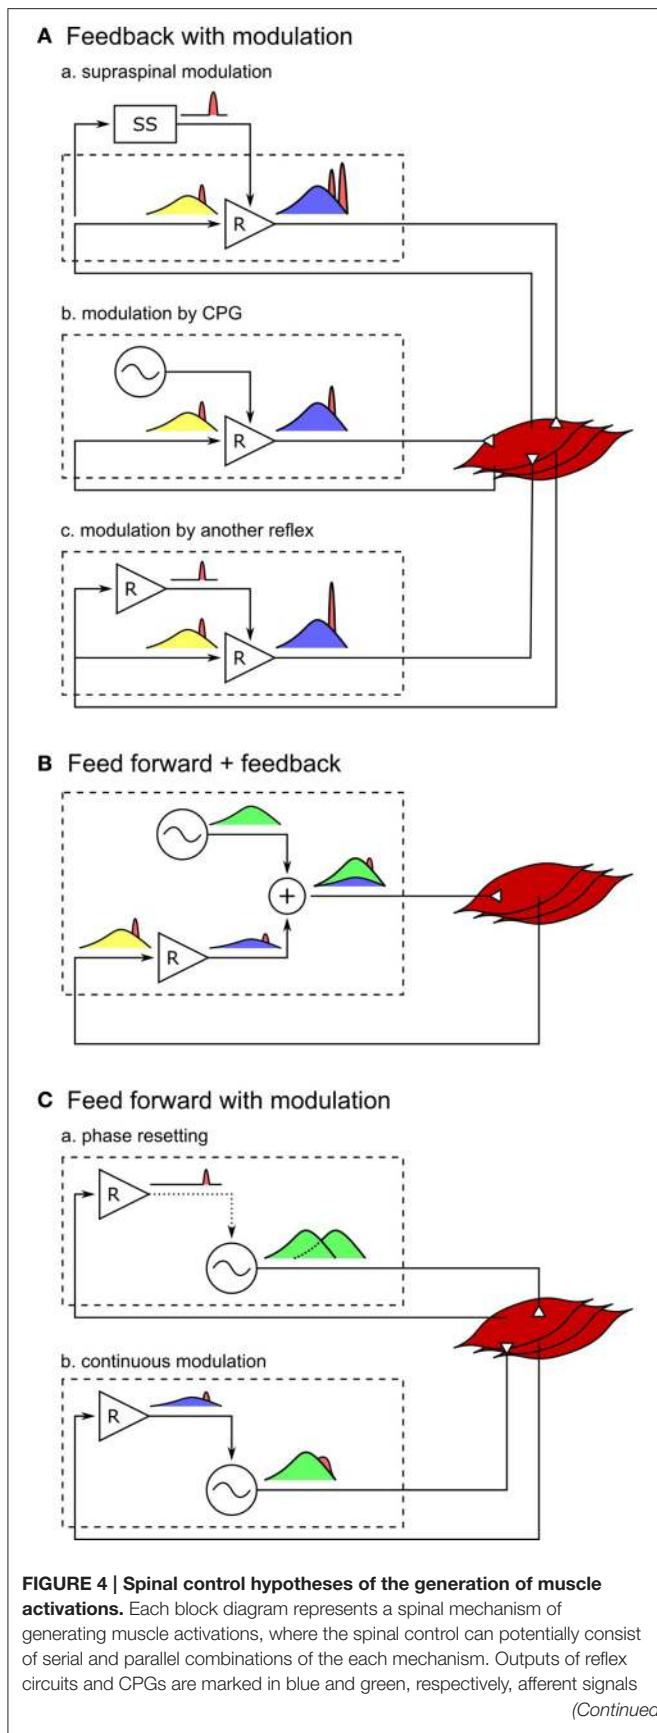 A Feedback with modulation
a. supraspinal modulation
SS
R
b. modulation by CPG
R
c. modulation by another reflex
R
R
B Feed forward + feedback
+
R
C Feed forward with modulation
a. phase resetting
R
b. continuous modulation
R
FIGURE 4 | Spinal control hypotheses of the generation of muscle
activations. Each block diagram represents a spinal mechanism of
generating muscle activations, where the spinal control can potentially consist
of serial and parallel combinations of the each mechanism. Outputs of reflex
circuits and CPGs are marked in blue and green, respectively, afferent signals
(Continued